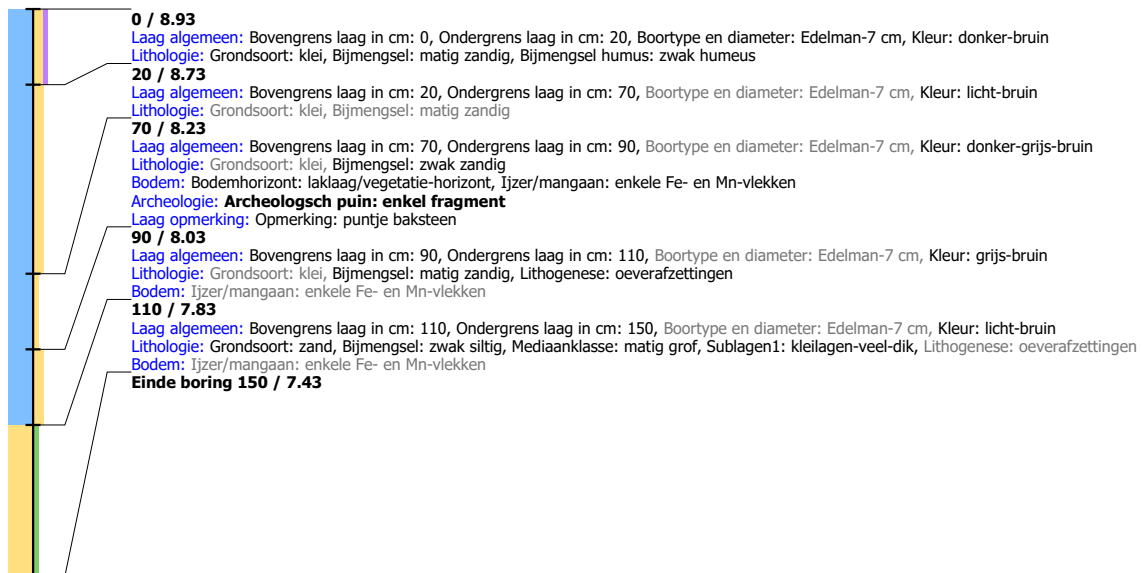 0 / 8.93
Laag algemeen: Bovengrens laag in cm: 0, Ondergrens laag in cm: 20, Boortype en diameter: Edelman-7 cm, Kleur: donker-bruin
Lithologie: Grondsoort: klei, Bijmengsel: matig zandig, Bijmengsel humus: zwak humeus
20 / 8.73
Laag algemeen: Bovengrens laag in cm: 20, Ondergrens laag in cm: 70, Boortype en diameter: Edelman-7 cm, Kleur: licht-bruin
Lithologie: Grondsoort: klei, Bijmengsel: matig zandig
70 / 8.23
Laag algemeen: Bovengrens laag in cm: 70, Ondergrens laag in cm: 90, Boortype en diameter: Edelman-7 cm, Kleur: donker-grijs-bruin
Lithologie: Grondsoort: klei, Bijmengsel: zwak zandig
Bodem: Bodemhorizont: laklaag/vegetatie-horizont, Ijzer/mangaan: enkele Fe- en Mn-vlekken
Archeologie: Archeologsch puin: enkel fragment
Laag opmerking: Opmerking: puntje baksteen
90 / 8.03
Laag algemeen: Bovengrens laag in cm: 90, Ondergrens laag in cm: 110, Boortype en diameter: Edelman-7 cm, Kleur: grijs-bruin
Lithologie: Grondsoort: klei, Bijmengsel: matig zandig, Lithogenese: oeverafzettingen
Bodem: Ijzer/mangaan: enkele Fe- en Mn-vlekken
110 / 7.83
Laag algemeen: Bovengrens laag in cm: 110, Ondergrens laag in cm: 150, Boortype en diameter: Edelman-7 cm, Kleur: licht-bruin
Lithologie: Grondsoort: zand, Bijmengsel: zwak siltig, Mediaanklasse: matig grof, Sublagen1: kleilagen-veel-dik, Lithogenese: oeverafzettingen
Bodem: Ijzer/mangaan: enkele Fe- en Mn-vlekken
Einde boring 150 / 7.43